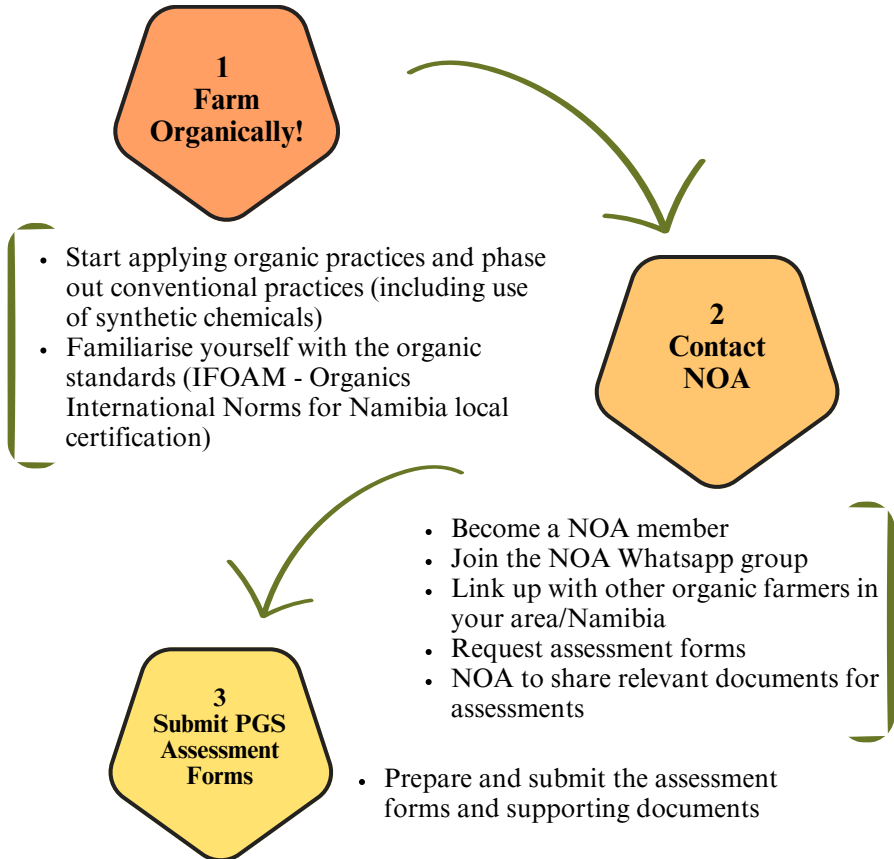 1
Farm
Organically!
• Start applying organic practices and phase
out conventional practices (including use
of synthetic chemicals)
• Familiarise yourself with the organic
standards (IFOAM - Organics
International Norms for Namibia local
certification)
2
Contact
NOA
• Become a NOA member
• Join the NOA Whatsapp group
• Link up with other organic farmers in
your area/Namibia
• Request assessment forms
• NOA to share relevant documents for
assessments
3
Submit PGS
Assessment
Forms
• Prepare and submit the assessment
forms and supporting documents